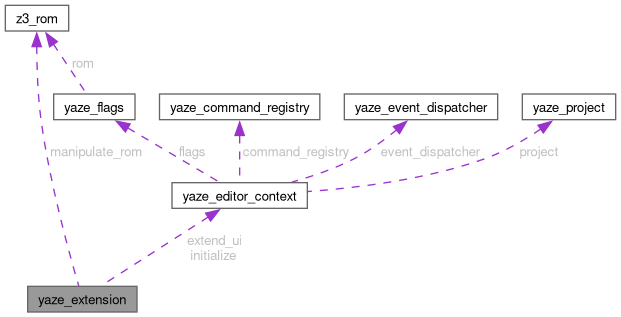 z3_rom
rom
yaze_flags
yaze_command_registry
yaze_event_dispatcher
yaze_project
manipulate_rom
flags
command_registry
event_dispatcher
project
yaze_editor_context
extend_ui
initialize
yaze_extension